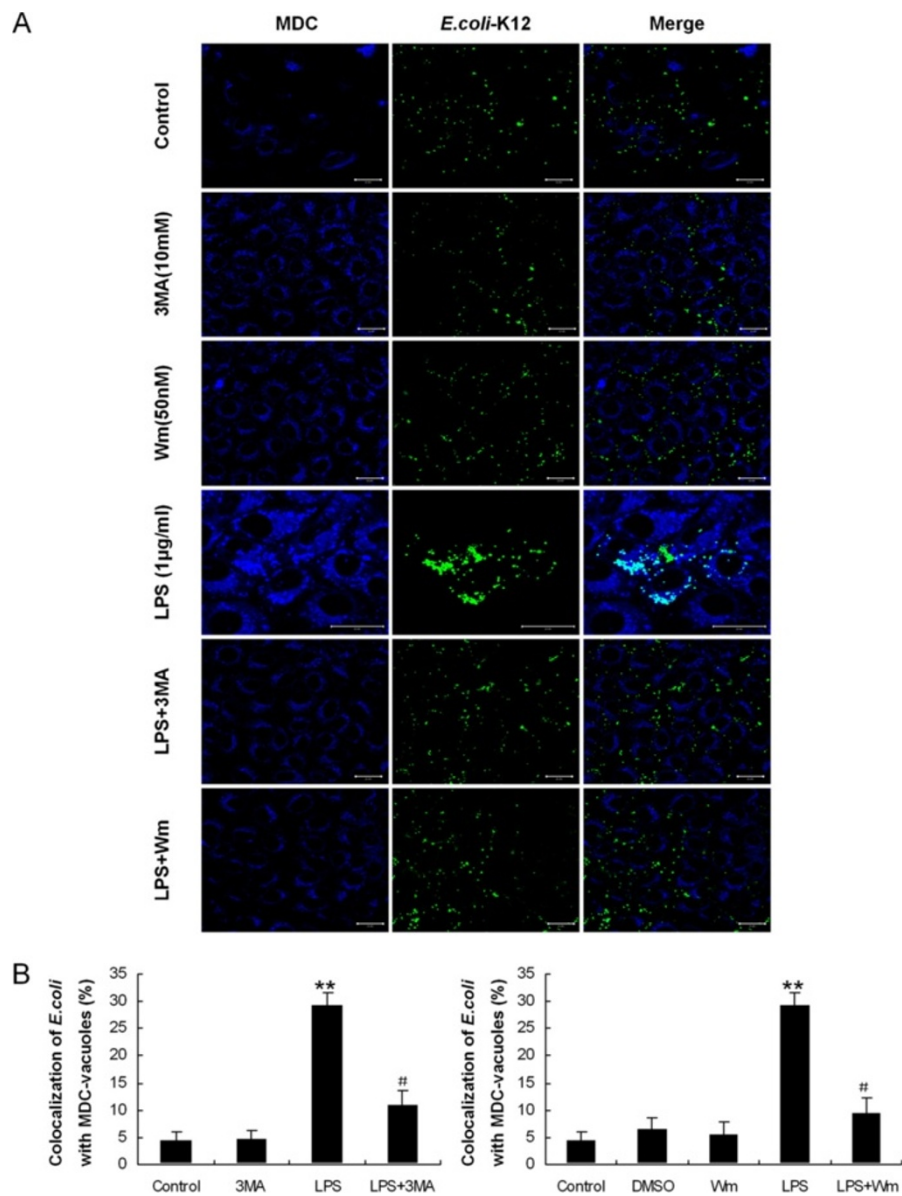 A
MDC E.coli-K12 Merge
Control
3MA(10mM)
Wm(50nM)
LPS (1μg/ml)
LPS+3MA
LPS+Wm
B
Colocalization of E.coli
with MDC-vacuoles (%)
35
30
25
20
15
10
5
0
**
#
Control 3MA LPS LPS+3MA
Colocalization of E.coli
with MDC-vacuoles (%)
35
30
25
20
15
10
5
0
**
#
Control DMSO Wm LPS LPS+Wm